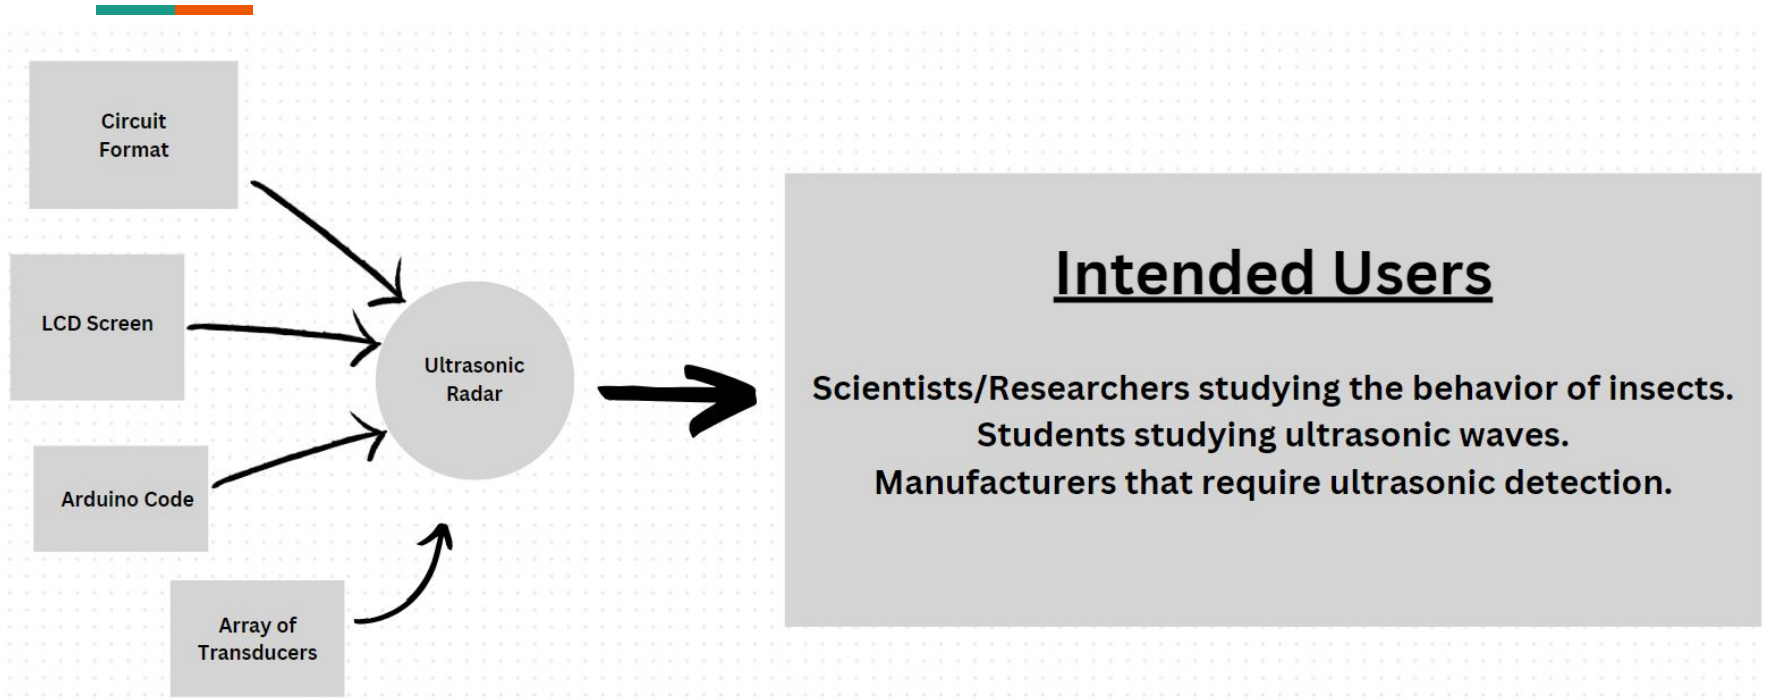 Circuit
Format
LCD Screen
Arduino Code
Array of
Transducers
Ultrasonic
Radar
Intended Users
Scientists/Researchers studying the behavior of insects.
Students studying ultrasonic waves.
Manufacturers that require ultrasonic detection.